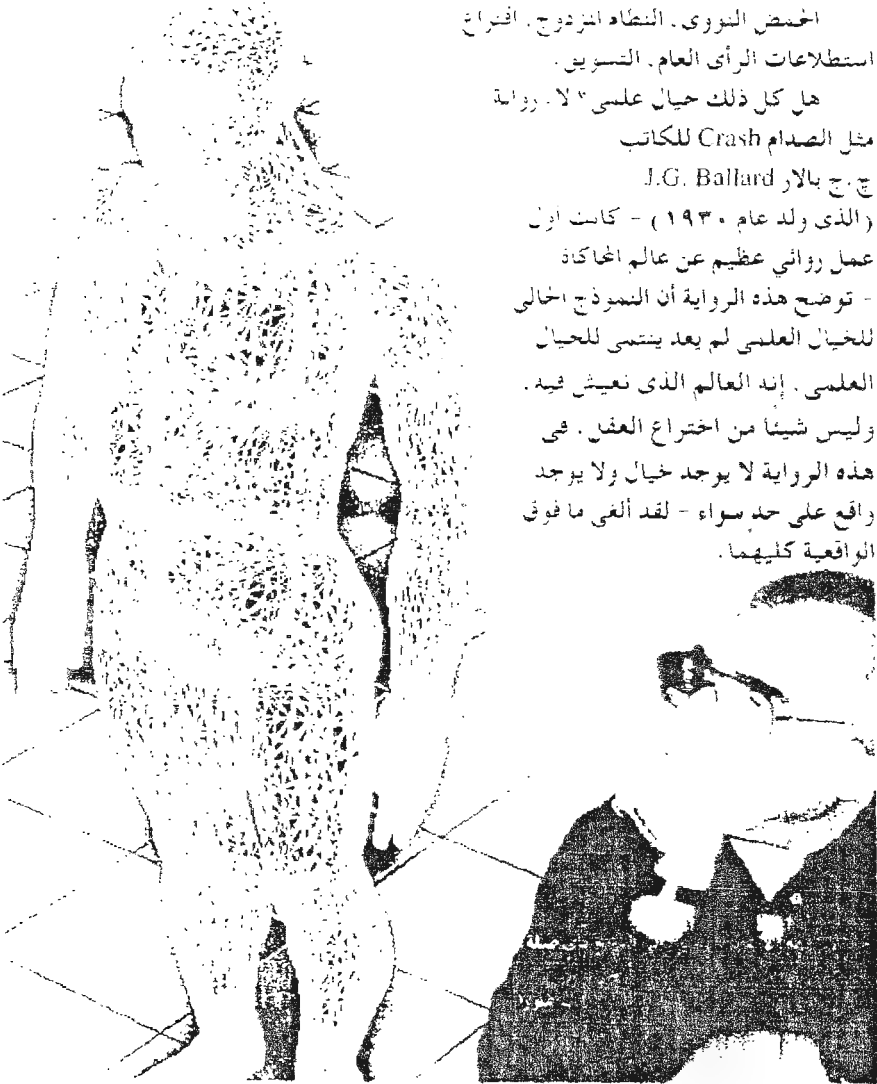 الحمض النووى. النظام المزدوج. اقتراع
استطلاعات الرأى العام. التسويق.
هل كل ذلك خيال علمى؟ لا. رواية
مثل الصدام Crash للكاتب
ج.ج بالار J.G. Ballard
(الذى ولد عام ١٩٣٠) - كانت أول
عمل روائي عظيم عن عالم المحاكاة
- توضح هذه الرواية أن النموذج الحالى
للخيال العلمى لم يعد ينتمى للخيال
العلمى. إنه العالم الذى نعيش فيه.
وليس شيئا من اختراع العقل. فى
هذه الرواية لا يوجد خيال ولا يوجد
واقع على حد سواء - لقد ألغى ما فوق
الواقعية كليهما.